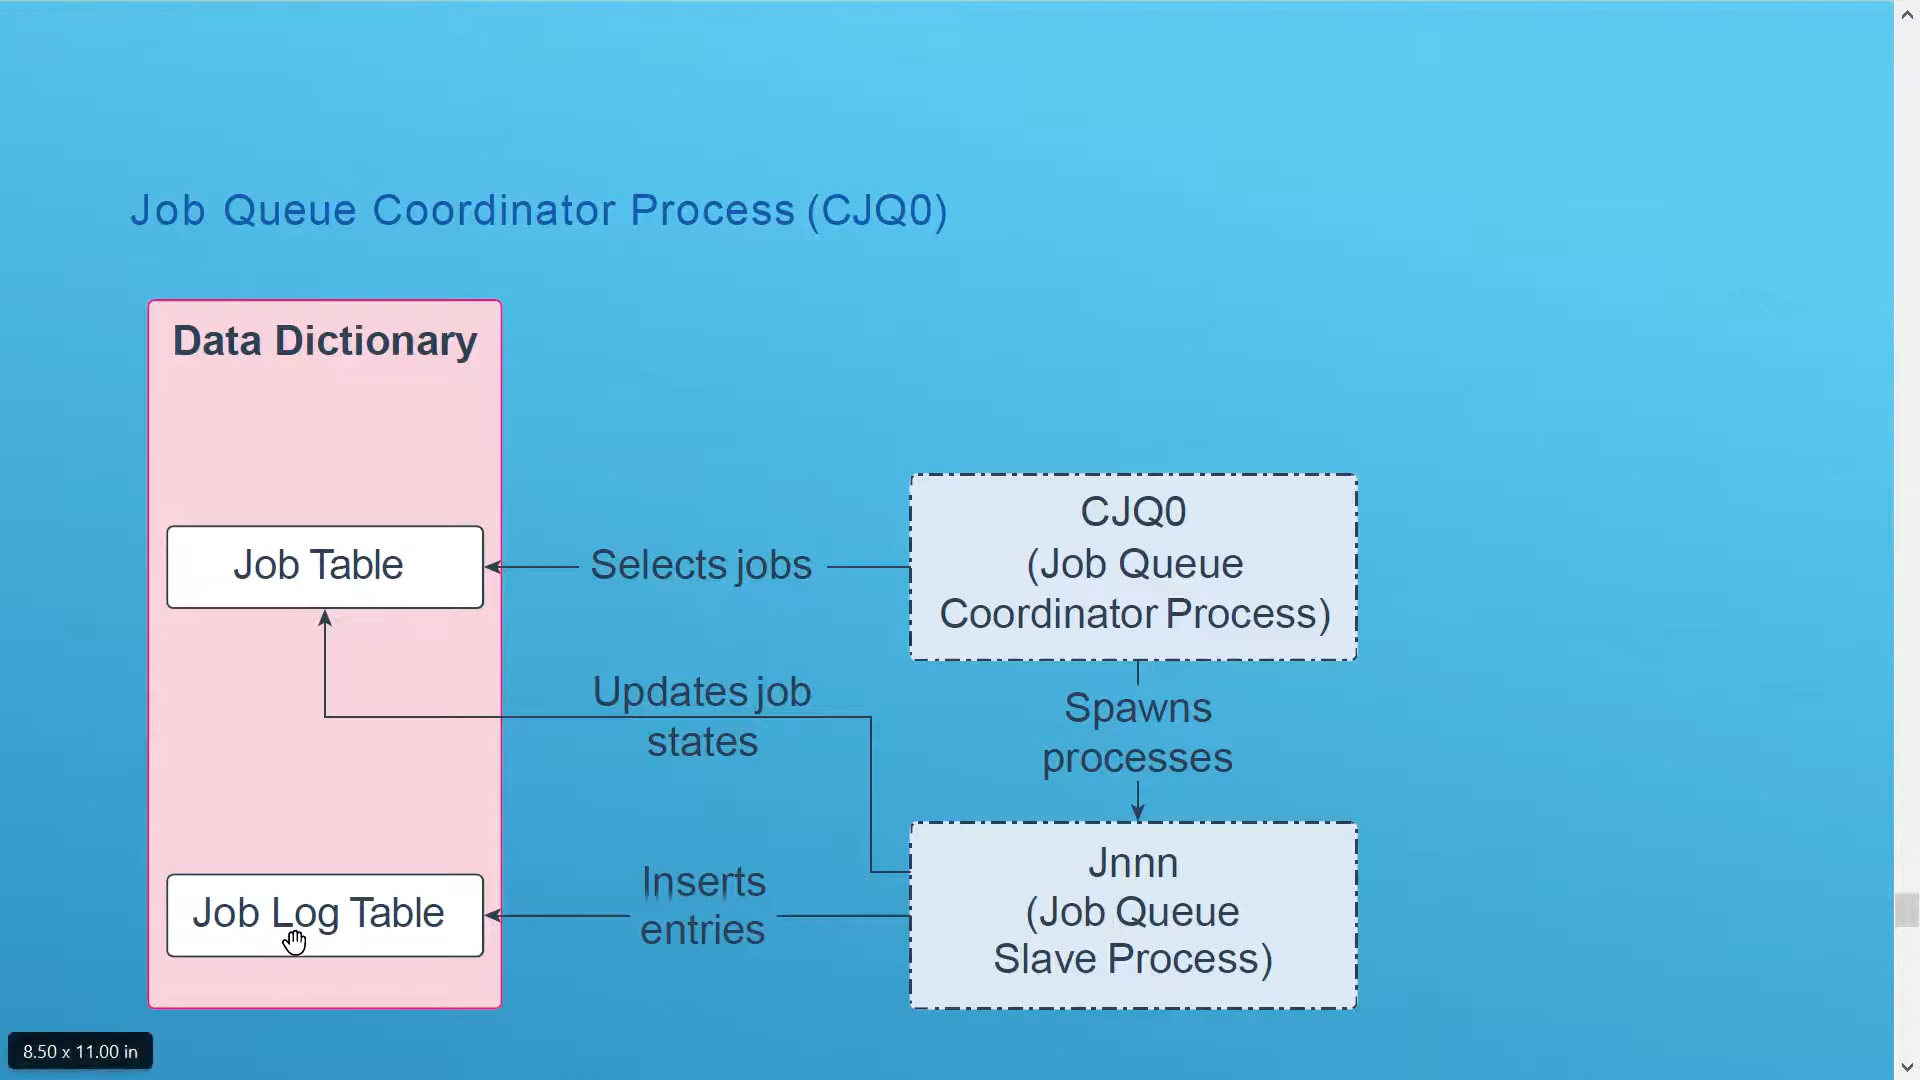 Job Queue Coordinator Process (CJQ0)
Data Dictionary
Job Table
Selects jobs
CJQ0
(Job Queue
Coordinator Process)
Updates job
states
Spawns
processes
Job Log Table
Inserts
entries
Jnnn
(Job Queue
Slave Process)
8.50 x 11.00 in